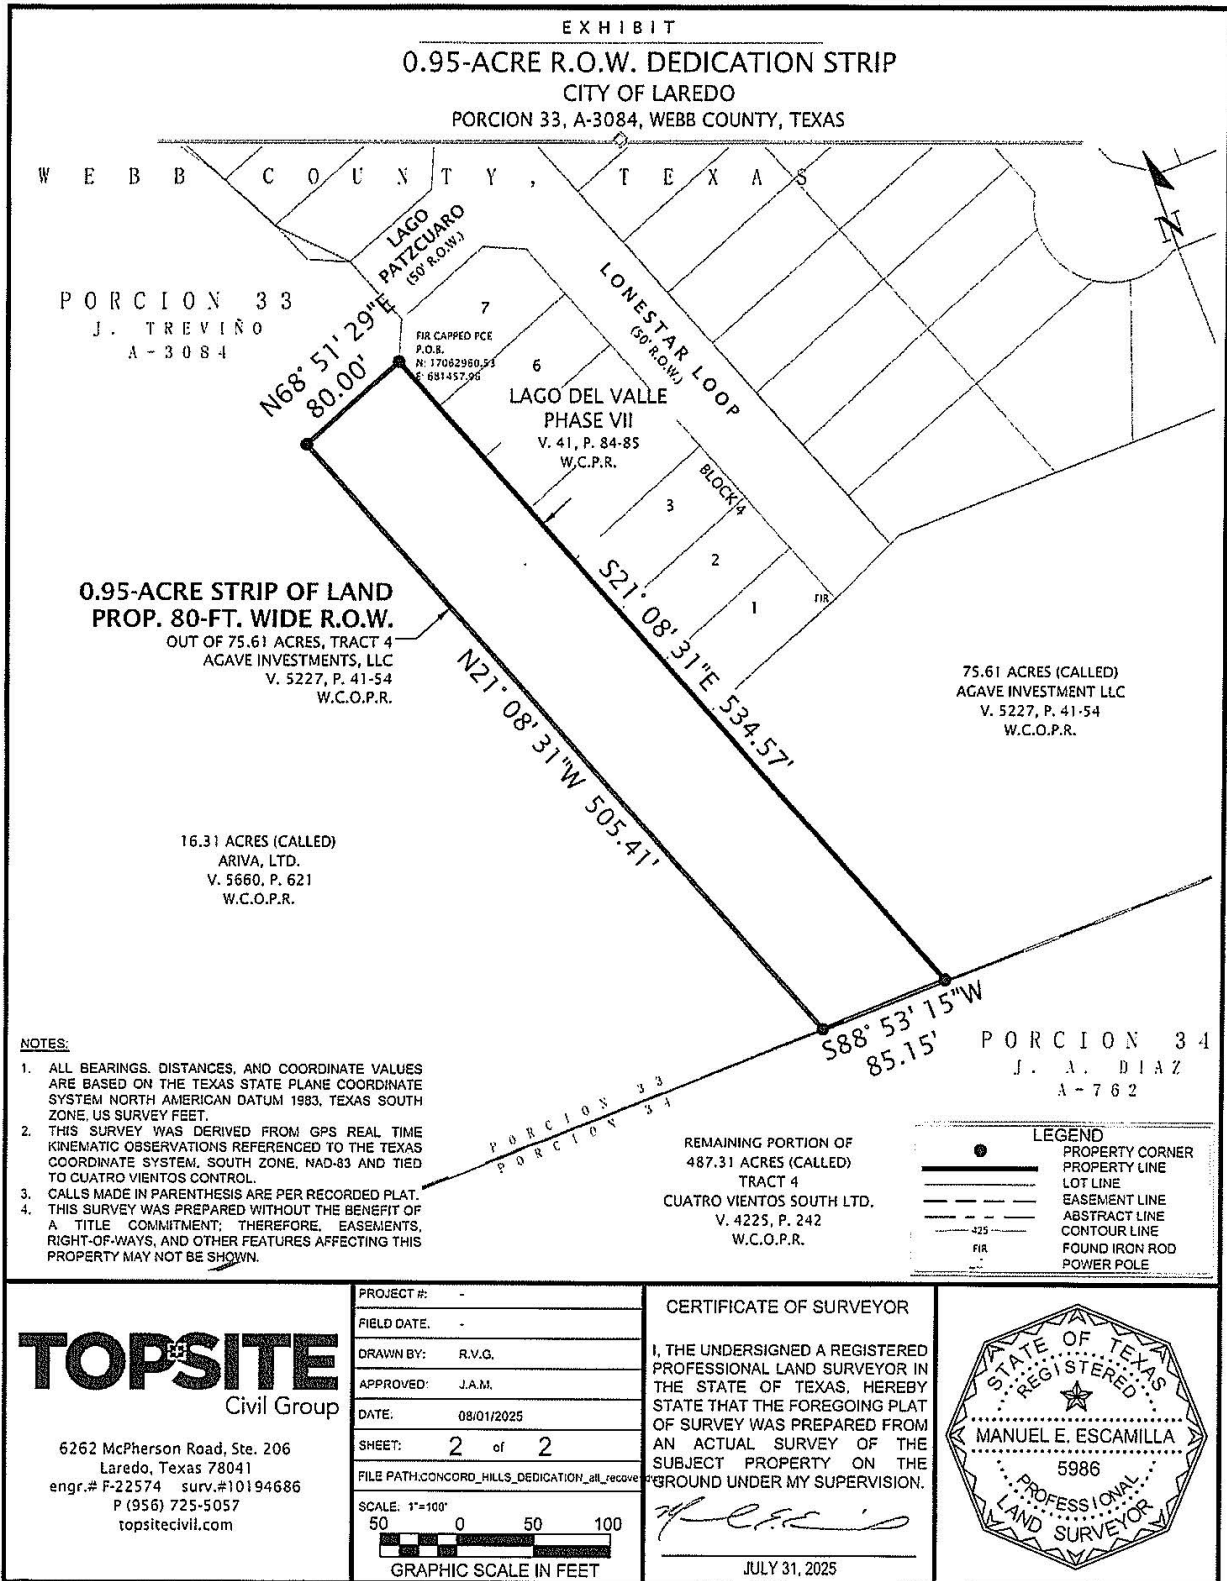 EXHIBIT
0.95-ACRE R.O.W. DEDICATION STRIP
CITY OF LAREDO
PORCION 33, A-3084, WEBB COUNTY, TEXAS
WEBB COUNTY, TEXAS
N
LAGO
PATZCUARO
(50' R.O.W.)
LONESTAR LOOP
(50' R.O.W.)
PORCION 33
J. TREVIÑO
A-3084
N68° 51' 29"E
80.00'
7
FIR CAPPED PCE
P.O.B.
N: 17062960.53
E: 681457.96
6
LAGO DEL VALLE
PHASE VII
V. 41, P. 84-85
W.C.P.R.
BLOCK 4
3
2
1
FIR
0.95-ACRE STRIP OF LAND
PROP. 80-FT. WIDE R.O.W.
OUT OF 75.61 ACRES, TRACT 4
AGAVE INVESTMENTS, LLC
V. 5227, P. 41-54
W.C.O.P.R.
S21° 08' 31"E 534.57'
N21° 08' 31"W 505.41'
75.61 ACRES (CALLED)
AGAVE INVESTMENT LLC
V. 5227, P. 41-54
W.C.O.P.R.
16.31 ACRES (CALLED)
ARIVA, LTD.
V. 5660, P. 621
W.C.O.P.R.
S88° 53' 15"W
85.15'
PORCION 34
J. A. DIAZ
A-762
PORCION 33
PORCION 34
NOTES:
1. ALL BEARINGS. DISTANCES, AND COORDINATE VALUES
ARE BASED ON THE TEXAS STATE PLANE COORDINATE
SYSTEM NORTH AMERICAN DATUM 1983, TEXAS SOUTH
ZONE, US SURVEY FEET.
2. THIS SURVEY WAS DERIVED FROM GPS REAL TIME
KINEMATIC OBSERVATIONS REFERENCED TO THE TEXAS
COORDINATE SYSTEM, SOUTH ZONE, NAD-83 AND TIED
TO CUATRO VIENTOS CONTROL.
3. CALLS MADE IN PARENTHESIS ARE PER RECORDED PLAT.
4. THIS SURVEY WAS PREPARED WITHOUT THE BENEFIT OF
A TITLE COMMITMENT; THEREFORE, EASEMENTS,
RIGHT-OF-WAYS, AND OTHER FEATURES AFFECTING THIS
PROPERTY MAY NOT BE SHOWN.
REMAINING PORTION OF
487.31 ACRES (CALLED)
TRACT 4
CUATRO VIENTOS SOUTH LTD.
V. 4225, P. 242
W.C.O.P.R.
LEGEND
PROPERTY CORNER
PROPERTY LINE
LOT LINE
EASEMENT LINE
ABSTRACT LINE
425 CONTOUR LINE
FIR FOUND IRON ROD
POWER POLE
TOPSITE
Civil Group
6262 McPherson Road, Ste. 206
Laredo, Texas 78041
engr.# F-22574 surv.#10194686
P (956) 725-5057
topsitecivil.com
PROJECT #: -
FIELD DATE. -
DRAWN BY: R.V.G.
APPROVED: J.A.M.
DATE: 08/01/2025
SHEET: 2 of 2
FILE PATH:CONCORD_HILLS_DEDICATION_all_recover
SCALE: 1"=100'
50 0 50 100
GRAPHIC SCALE IN FEET
CERTIFICATE OF SURVEYOR
I, THE UNDERSIGNED A REGISTERED
PROFESSIONAL LAND SURVEYOR IN
THE STATE OF TEXAS, HEREBY
STATE THAT THE FOREGOING PLAT
OF SURVEY WAS PREPARED FROM
AN ACTUAL SURVEY OF THE
SUBJECT PROPERTY ON THE
GROUND UNDER MY SUPERVISION.
JULY 31, 2025
STATE OF TEXAS
REGISTERED
MANUEL E. ESCAMILLA
5986
PROFESSIONAL
LAND SURVEYOR